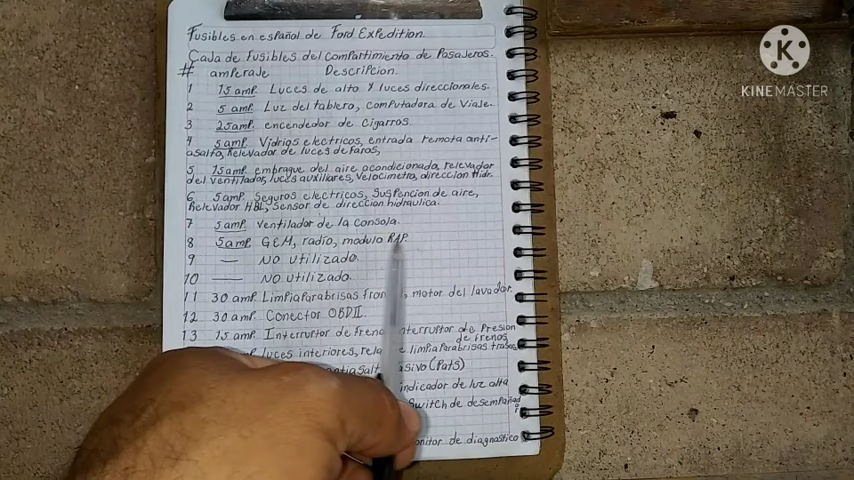 Fusibles en español de Ford Expedition.
Caja de Fusibles del compartimiento de Pasajeros.
# amperaje Descripcion.
1 15 amp. Luces de alto y luces direccionales.
2 5 amp. Luz del tablero, computadora de viaje.
3 25 amp. encendedor de Cigarros
4 5 amp. Vidrios electricos, entrada remota anti-
asalto, Relevador de luces de Faros,
5 15 amp. embrague del aire acondicionado, relevador
del ventilador, luces auxiliares, Velocimetro, direccion Hidr.
6 5 amp. Seguros electricos, Suspencion de aire,
Relevador HBL, Sensor de direccion hidraulica.
7 5 amp. Ventilador de la consola.
8 5 amp. GEM, radio, modulo RAP.
9 — NO utilizado.
10 — NO utilizado.
11 30 amp. Limpiaparabrisas , motor del lavador.
12 30 amp. Conector OBDII.
13 15 amp. Interruptor de Freno interruptor de Presion
de frenos,
luces interiores, limpiaparabrisas
(Pats)
indicador de luz alta
Switch de
de diagnostico
KINEMASTER